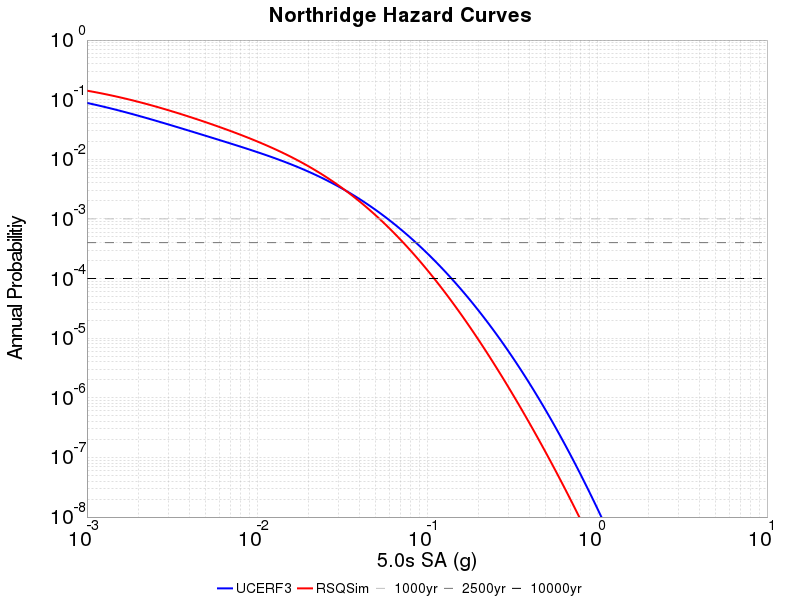 Northridge Hazard Curves
Annual Probability
10^0
10^-1
10^-2
10^-3
10^-4
10^-5
10^-6
10^-7
10^-8
10^-3 10^-2 10^-1 10^0 10^1
5.0s SA (g)
UCERF3 RSQSim 1000yr 2500yr 10000yr